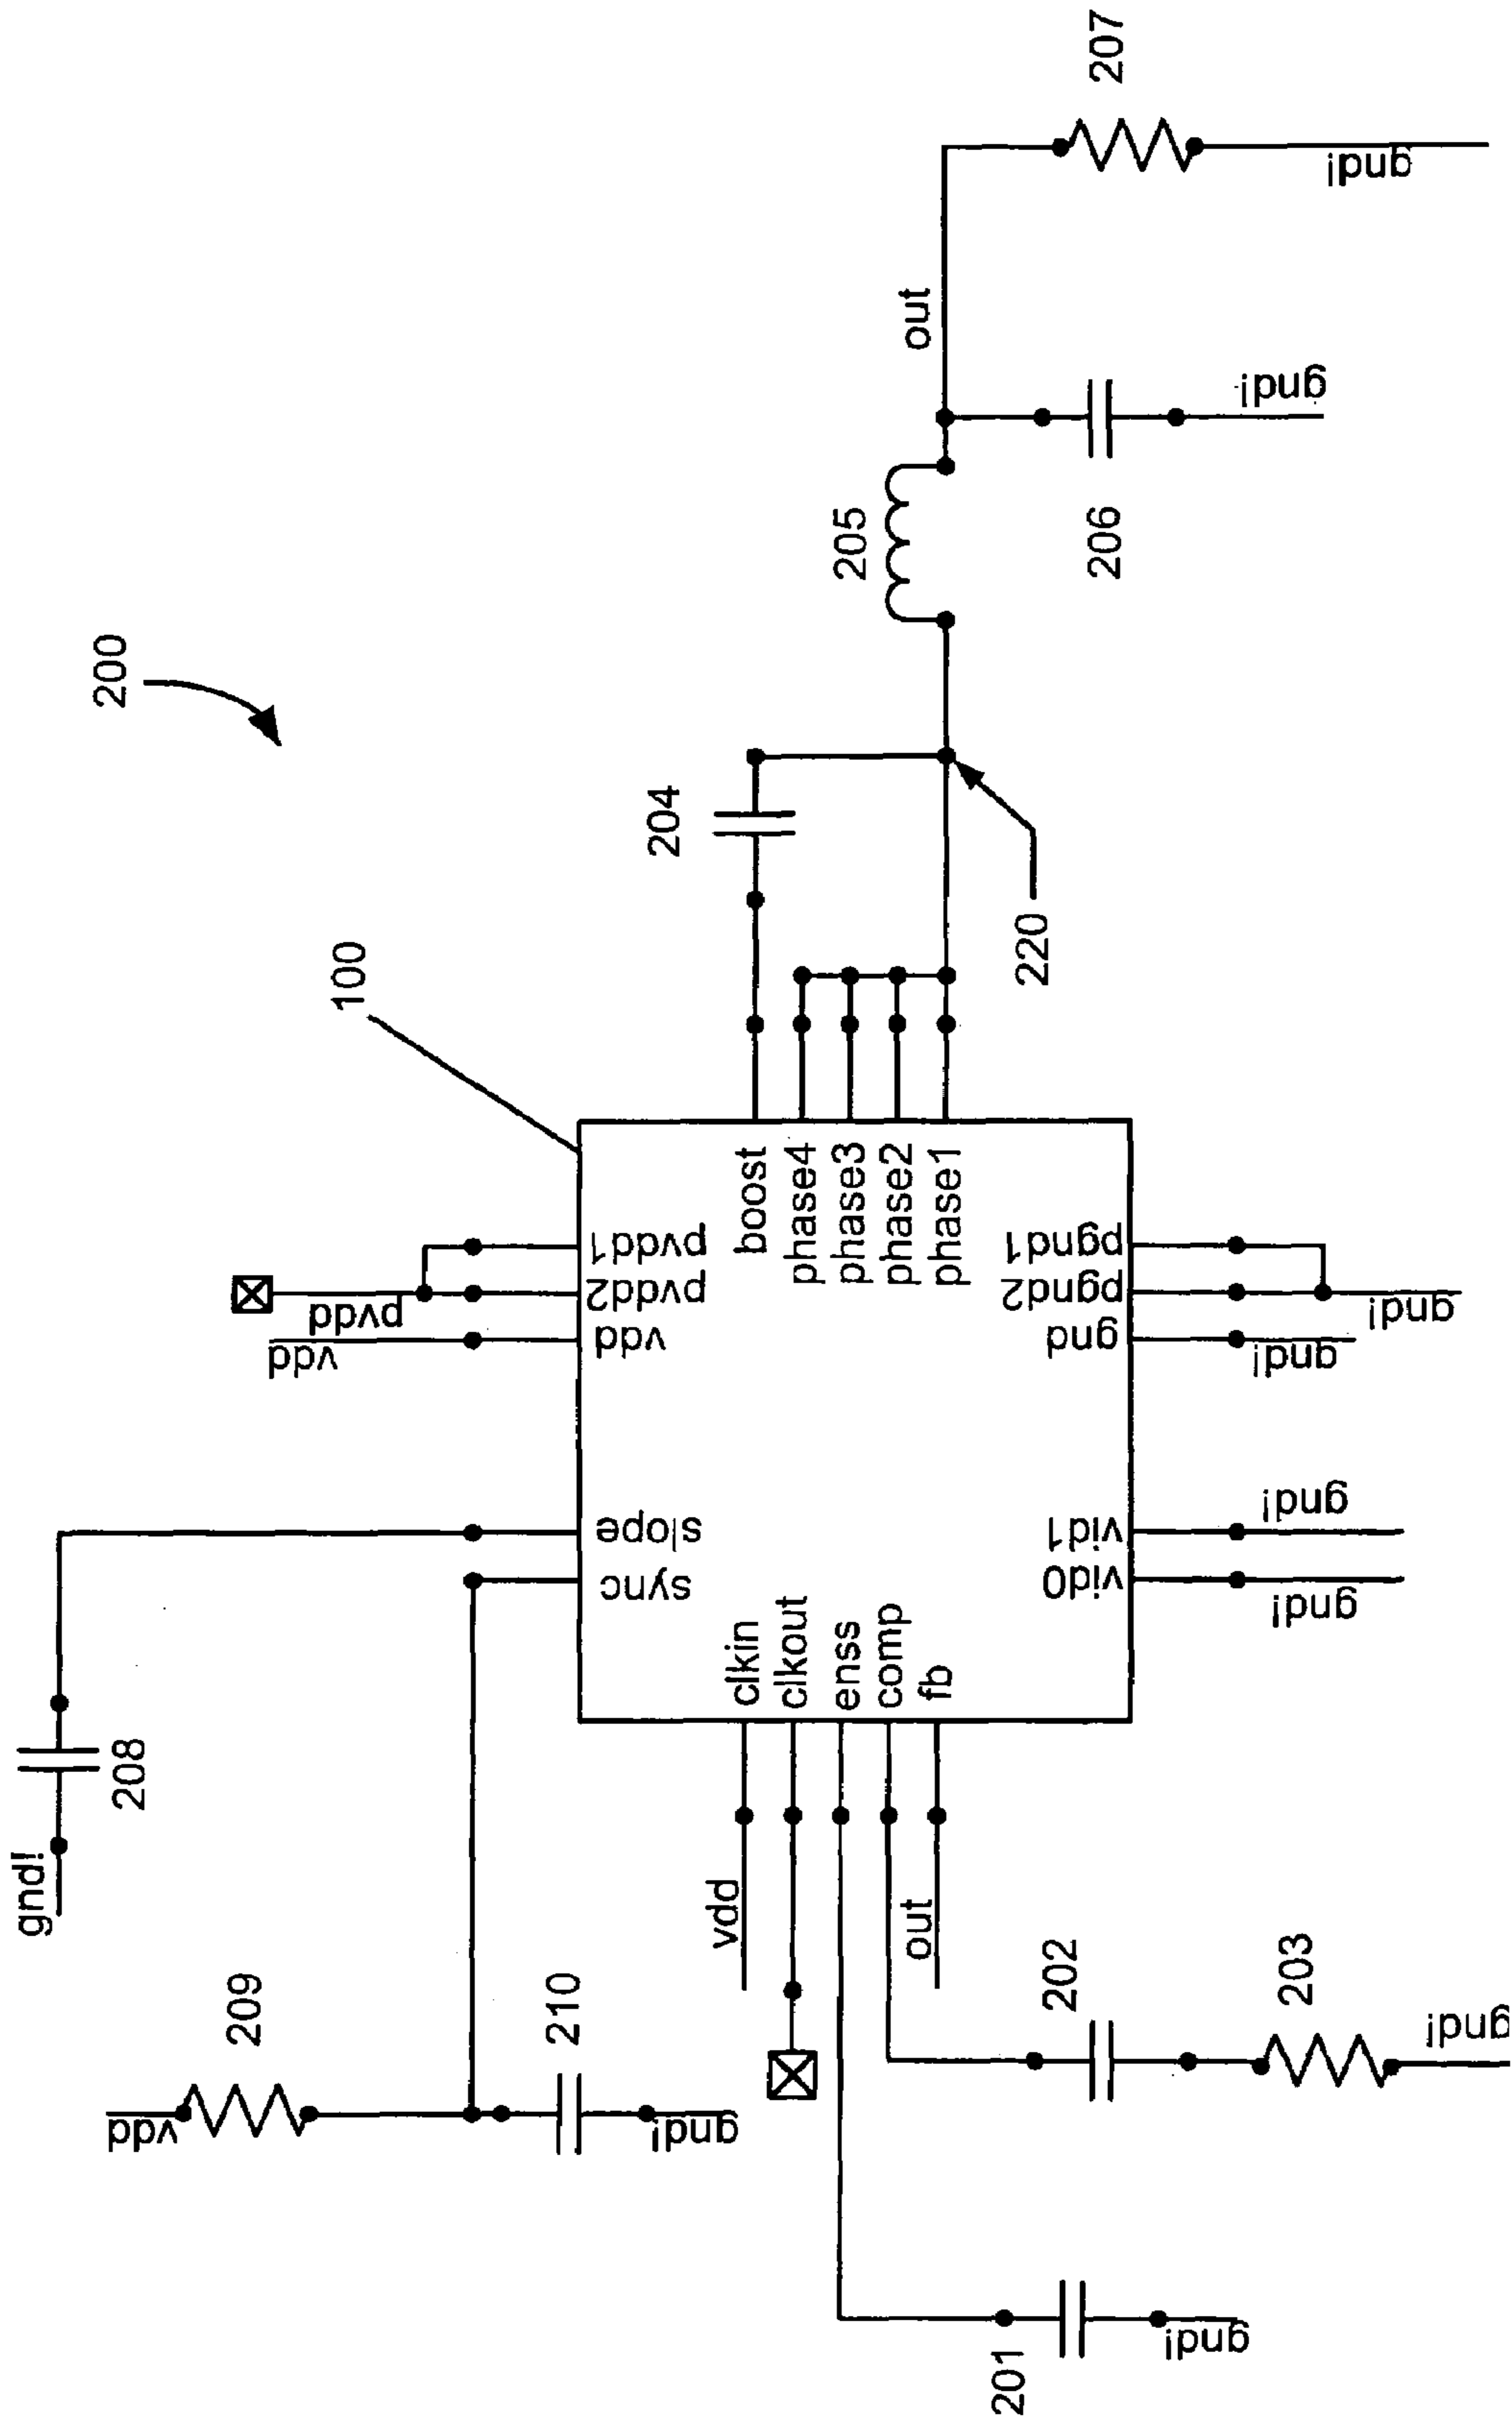 200
100
204
220
205
out
206
gnd!
207
gnd!
208
gnd!
209
vdd
210
gnd!
vdd
pvdd
vdd
pvdd2
pvdd1
slope
sync
clkin
clkout
enss
comp
fb
boost
phase4
phase3
phase2
phase1
vid0
vid1
gnd
pgnd2
pgnd1
vdd
out
gnd!
gnd!
gnd!
gnd!
202
203
gnd!
201
gnd!